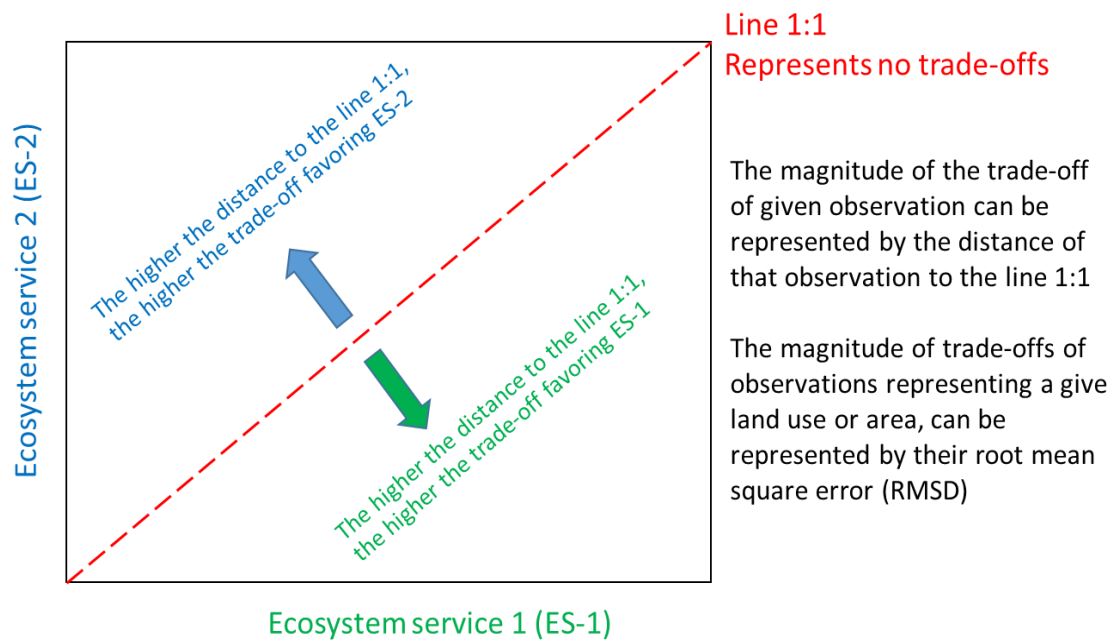 Line 1:1
Represents no trade-offs
Ecosystem service 2 (ES-2)
The higher the distance to the line 1:1,
the higher the trade-off favoring ES-2
The higher the distance to the line 1:1,
the higher the trade-off favoring ES-1
The magnitude of the trade-off
of given observation can be
represented by the distance of
that observation to the line 1:1
The magnitude of trade-offs of
observations representing a give
land use or area, can be
represented by their root mean
square error (RMSD)
Ecosystem service 1 (ES-1)